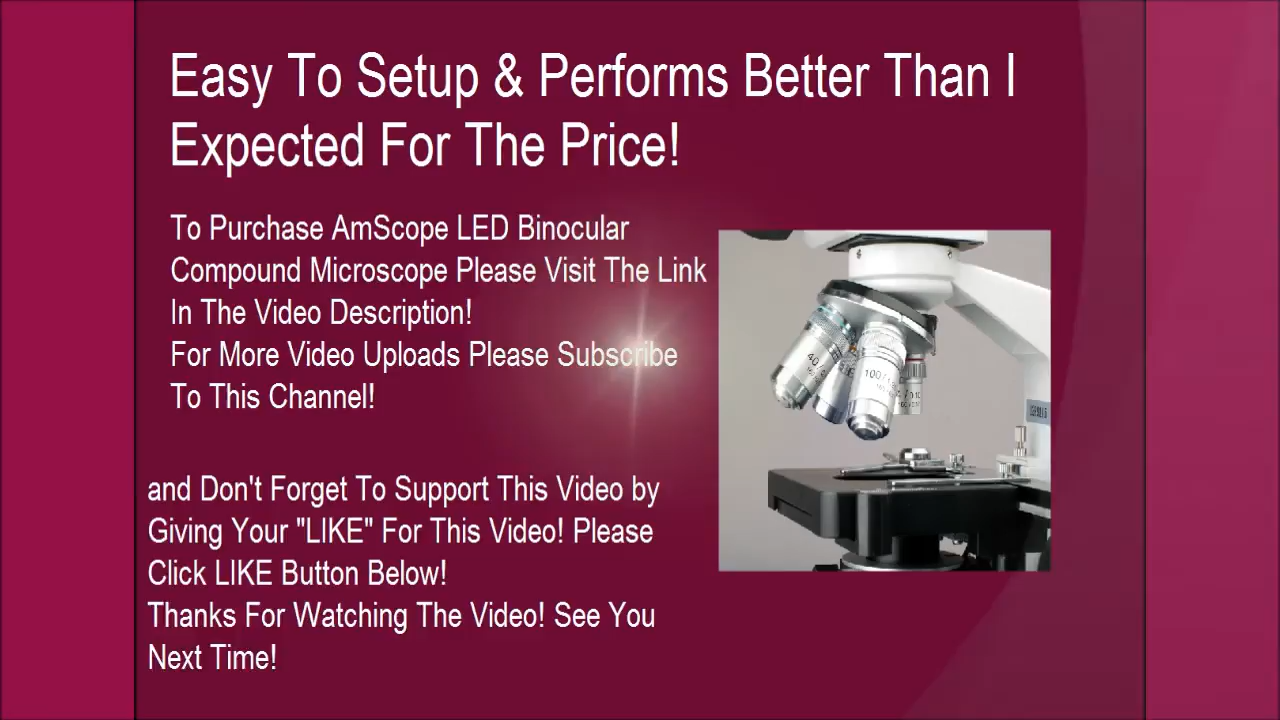 Easy To Setup & Performs Better Than I
Expected For The Price!
To Purchase AmScope LED Binocular
Compound Microscope Please Visit The Link
In The Video Description!
For More Video Uploads Please Subscribe
To This Channel!
and Don't Forget To Support This Video by
Giving Your "LIKE" For This Video! Please
Click LIKE Button Below!
Thanks For Watching The Video! See You
Next Time!